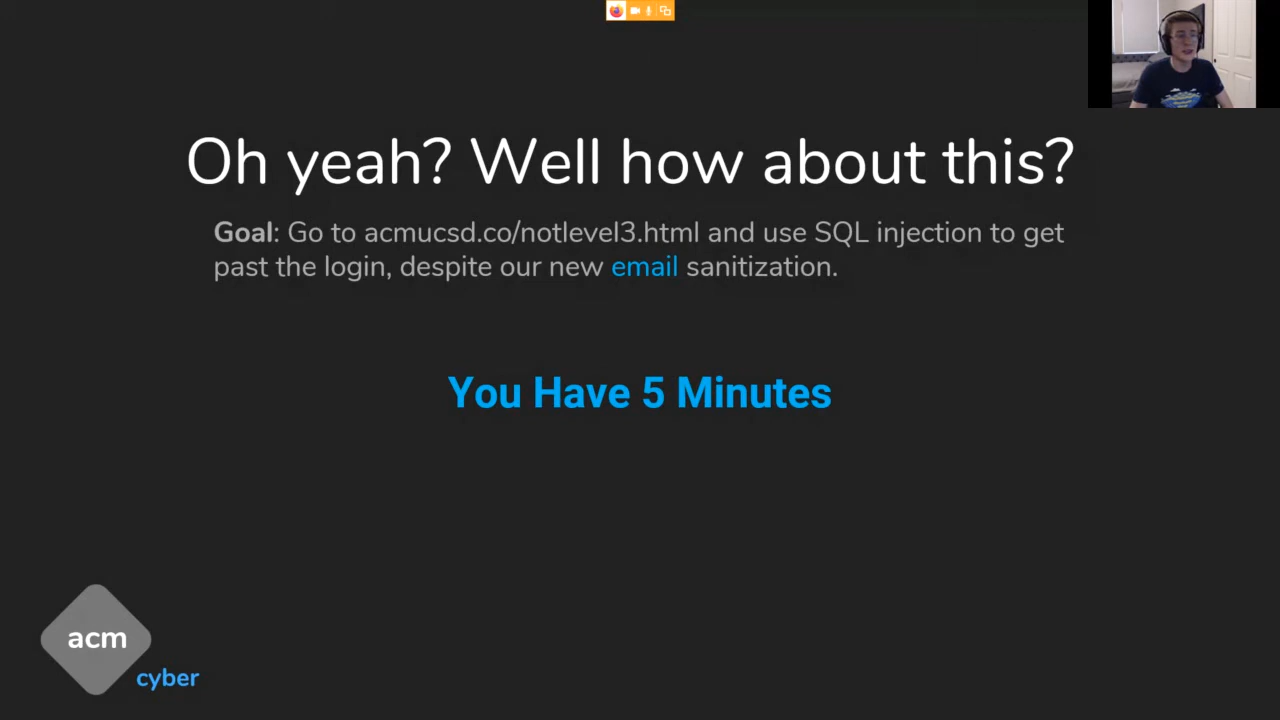 Oh yeah? Well how about this?
Goal: Go to acmucsd.co/notlevel3.html and use SQL injection to get
past the login, despite our new email sanitization.
You Have 5 Minutes
acm
cyber